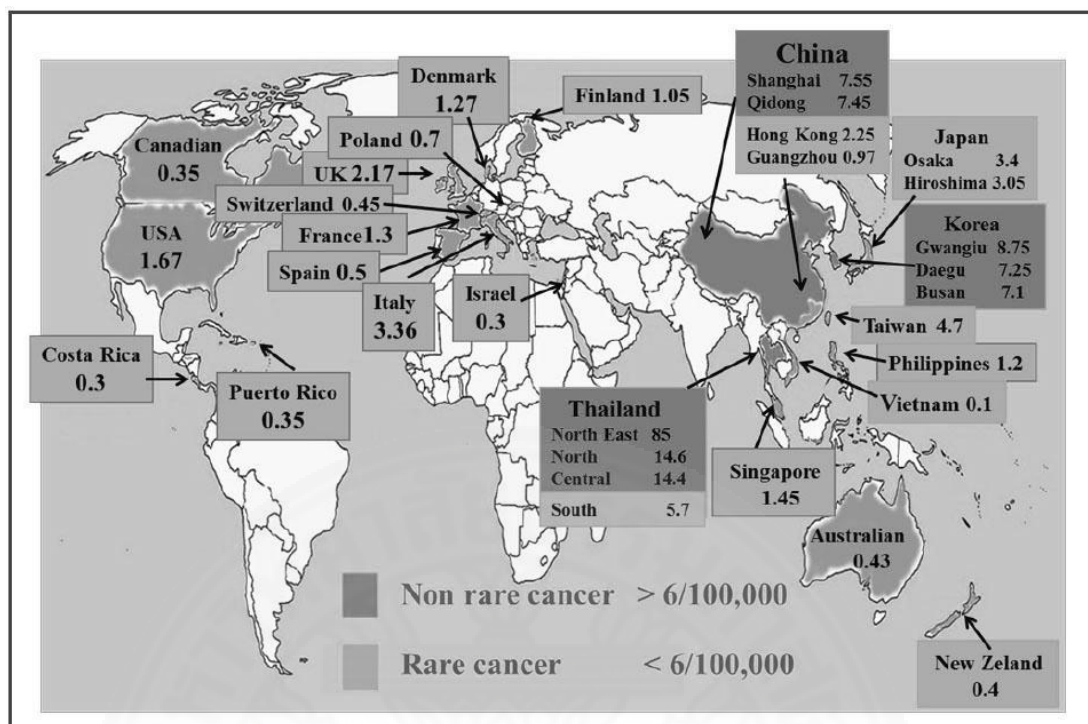 China
Shanghai 7.55
Qidong 7.45
Hong Kong 2.25
Guangzhou 0.97
Denmark
1.27
Finland 1.05
Poland 0.7
Canadian
0.35
UK 2.17
Switzerland 0.45
France 1.3
Spain 0.5
USA
1.67
Italy
3.36
Israel
0.3
Japan
Osaka 3.4
Hiroshima 3.05
Korea
Gwangju 8.75
Daegu 7.25
Busan 7.1
Taiwan 4.7
Philippines 1.2
Vietnam 0.1
Costa Rica
0.3
Puerto Rico
0.35
Thailand
North East 85
North 14.6
Central 14.4
South 5.7
Singapore
1.45
Australian
0.43
Non rare cancer > 6/100,000
Rare cancer < 6/100,000
New Zeland
0.4